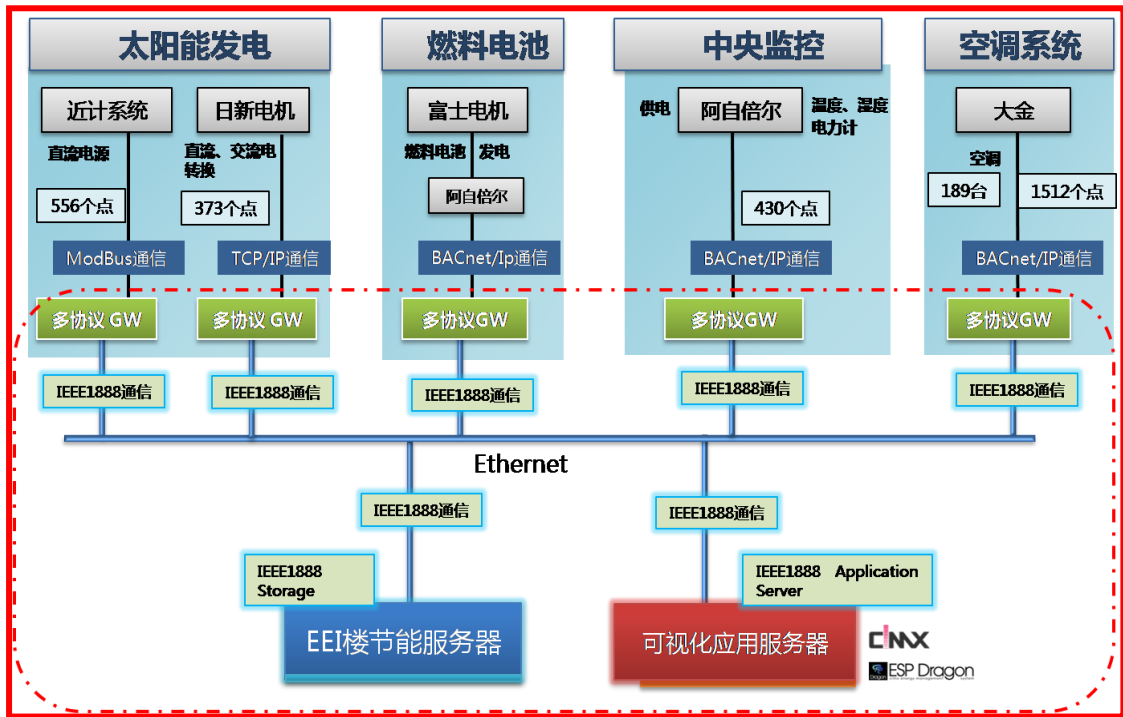 太阳能发电
燃料电池
中央监控
空调系统
近计系统
日新电机
富士电机
供电
阿自倍尔
温度、湿度
电力计
大金
直流电源
直流、交流电
转换
燃料电池
发电
空调
556个点
373个点
阿自倍尔
430个点
189台
1512个点
ModBus通信
TCP/IP通信
BACnet/Ip通信
BACnet/IP通信
BACnet/IP通信
多协议 GW
多协议 GW
多协议GW
多协议GW
多协议GW
IEEE1888通信
IEEE1888通信
IEEE1888通信
IEEE1888通信
IEEE1888通信
Ethernet
IEEE1888通信
IEEE1888通信
IEEE1888
Storage
IEEE1888 Application
Server
EEI楼节能服务器
可视化应用服务器
CIMX
Dragon
ESP Dragon